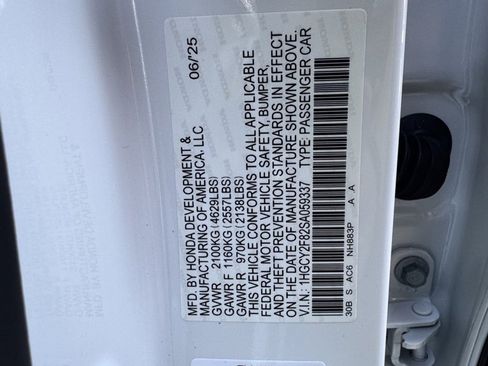 MFD. BY HONDA DEVELOPMENT & 06/'25
MANUFACTURING OF AMERICA, LLC
GVWR 2100KG (4629LBS)
GAWR F 1160KG (2557LBS)
GAWR R 970KG (2138LBS)
THIS VEHICLE CONFORMS TO ALL APPLICABLE
FEDERAL MOTOR VEHICLE SAFETY, BUMPER,
AND THEFT PREVENTION STANDARDS IN EFFECT
ON THE DATE OF MANUFACTURE SHOWN ABOVE.
V.I.N.: 1HGCY2F82SA059337 TYPE: PASSENGER CAR
30B S AC6 NH883P A A